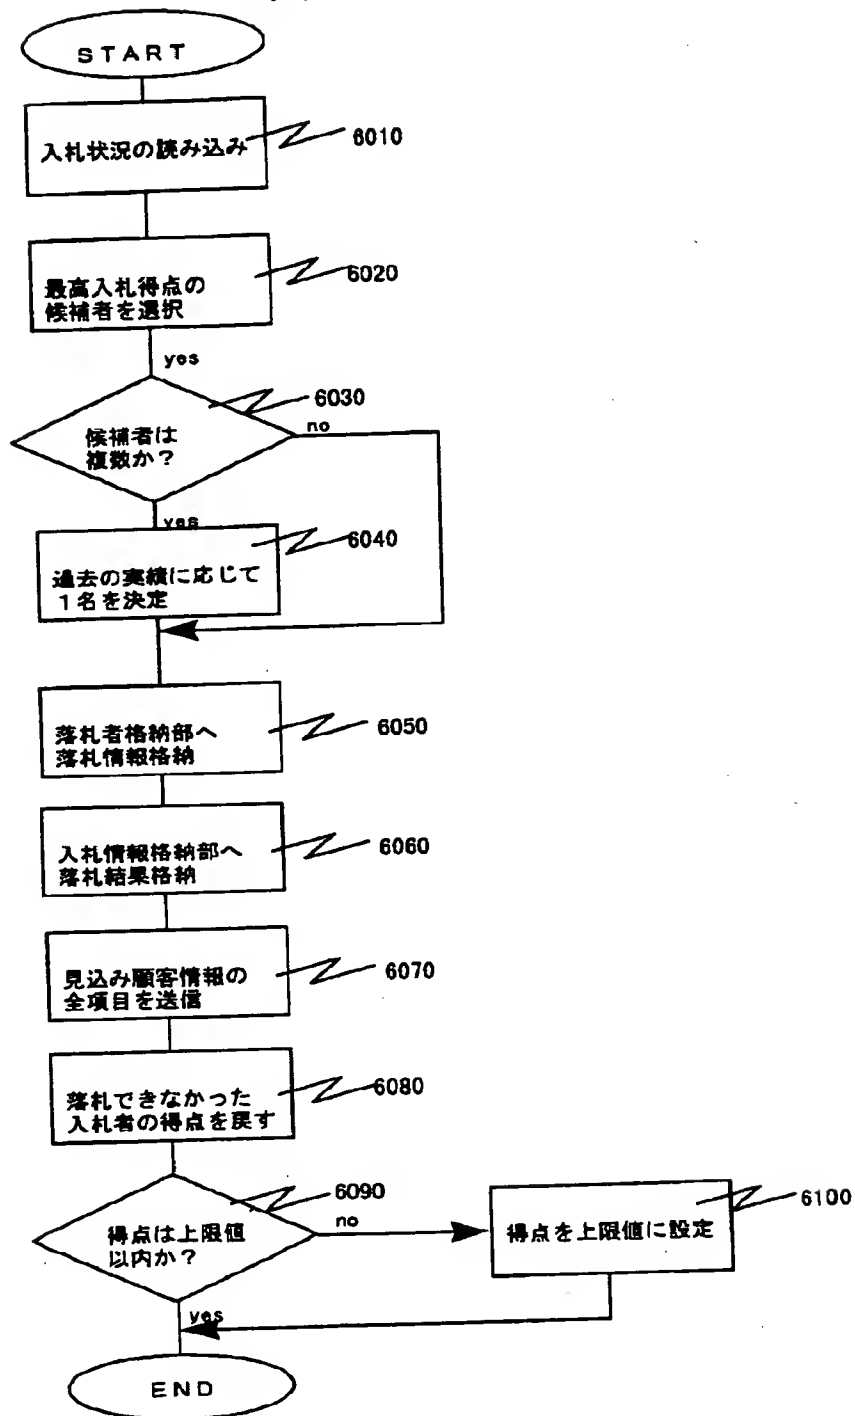 START
入札状況の読み込み
6010
最高入札得点の
候補者を選択
6020
yes
候補者は
複数か？
6030
no
yes
過去の実績に応じて
１名を決定
6040
落札者格納部へ
落札情報格納
6050
入札情報格納部へ
落札結果格納
6060
見込み顧客情報の
全項目を送信
6070
落札できなかった
入札者の得点を戻す
6080
得点は上限値
以内か？
6090
no
得点を上限値に設定
6100
yes
END